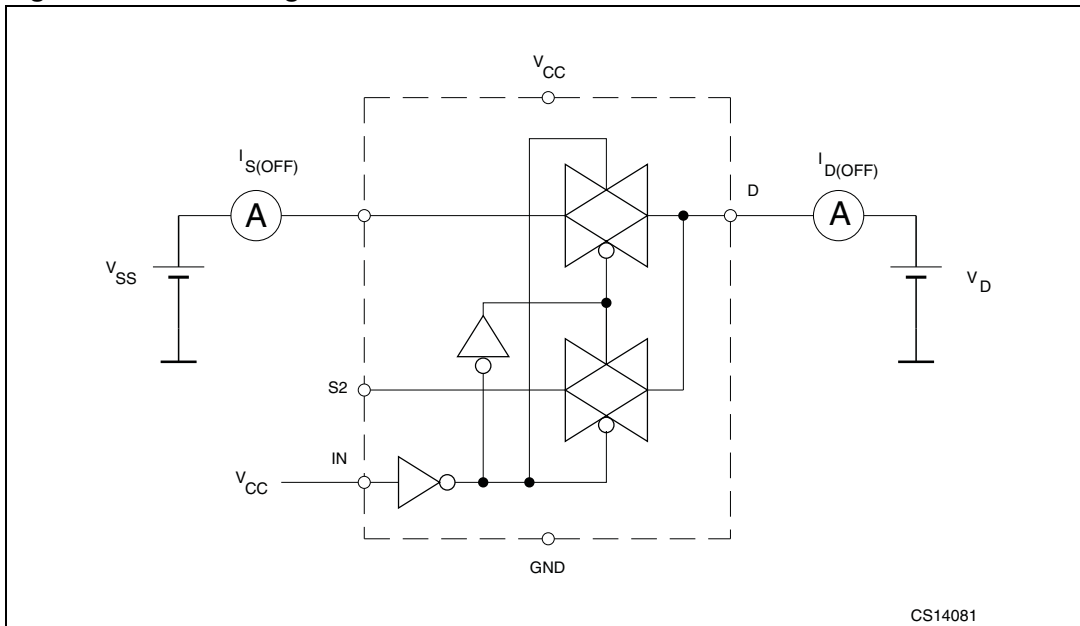 V CC
I S(OFF)
A
I D(OFF)
A
D
V SS
V D
S2
IN
V CC
GND
CS14081